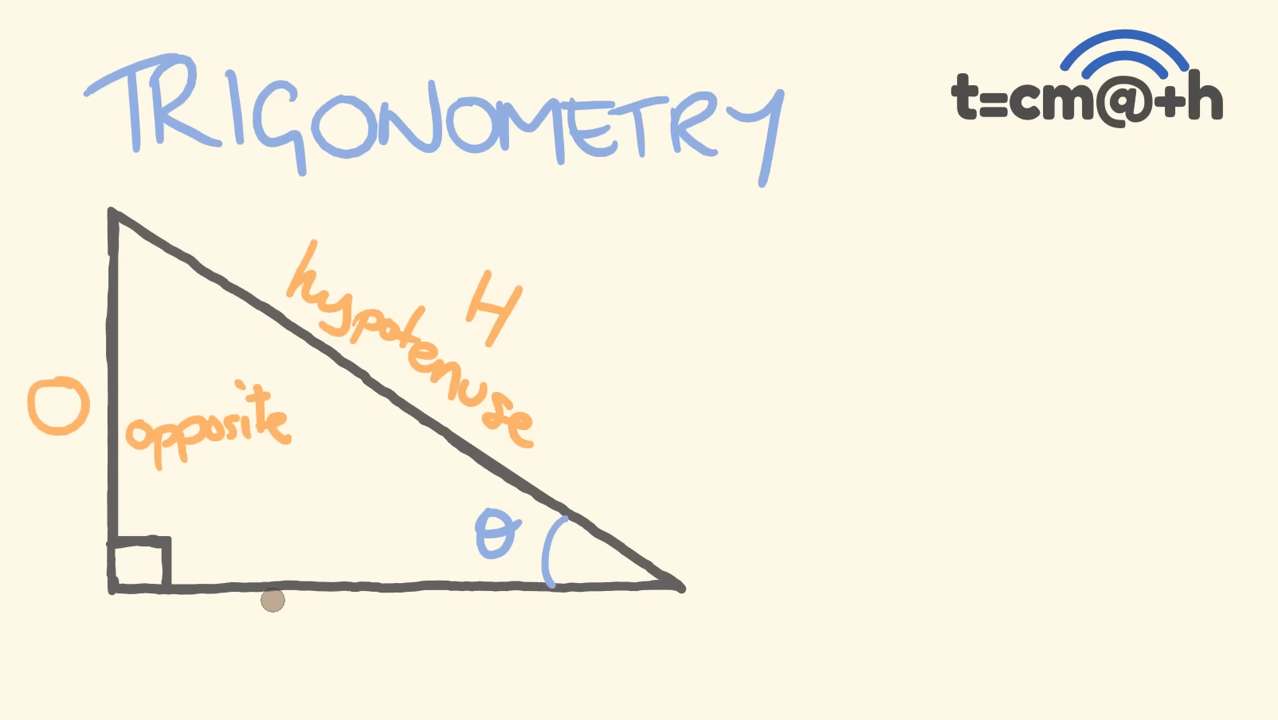 t=cm@+h
TRIGONOMETRY
H
hypotenuse
O
opposite
θ